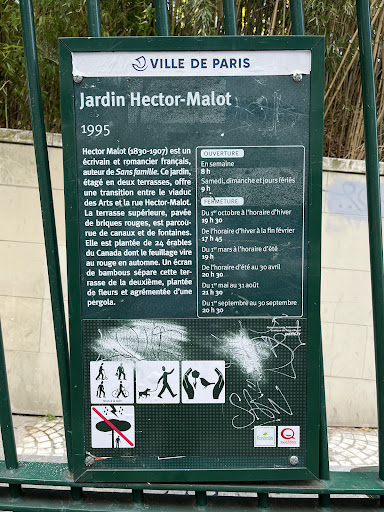 VILLE DE PARIS
Jardin Hector-Malot
1995
Hector Malot (1830-1907) est un
écrivain et romancier français,
auteur de Sans famille. Ce jardin,
étagé en deux terrasses, offre
une transition entre le viaduc
des Arts et la rue Hector-Malot.
La terrasse supérieure, pavée
de briques rouges, est parcou-
rue de canaux et de fontaines.
Elle est plantée de 24 érables
du Canada dont le feuillage vire
au rouge en automne. Un écran
de bambous sépare cette ter-
rasse de la deuxième, plantée
de fleurs et agrémentée d'une
pergola.
OUVERTURE
En semaine
8 h
Samedi, dimanche et jours fériés
9 h
FERMETURE
Du 1er octobre à l'horaire d'hiver
19 h 30
De l'horaire d'hiver à la fin février
17 h 45
Du 1er mars à l'horaire d'été
19 h
De l'horaire d'été au 30 avril
20 h 30
Du 1er mai au 31 août
21 h 30
Du 1er septembre au 30 septembre
20 h 30